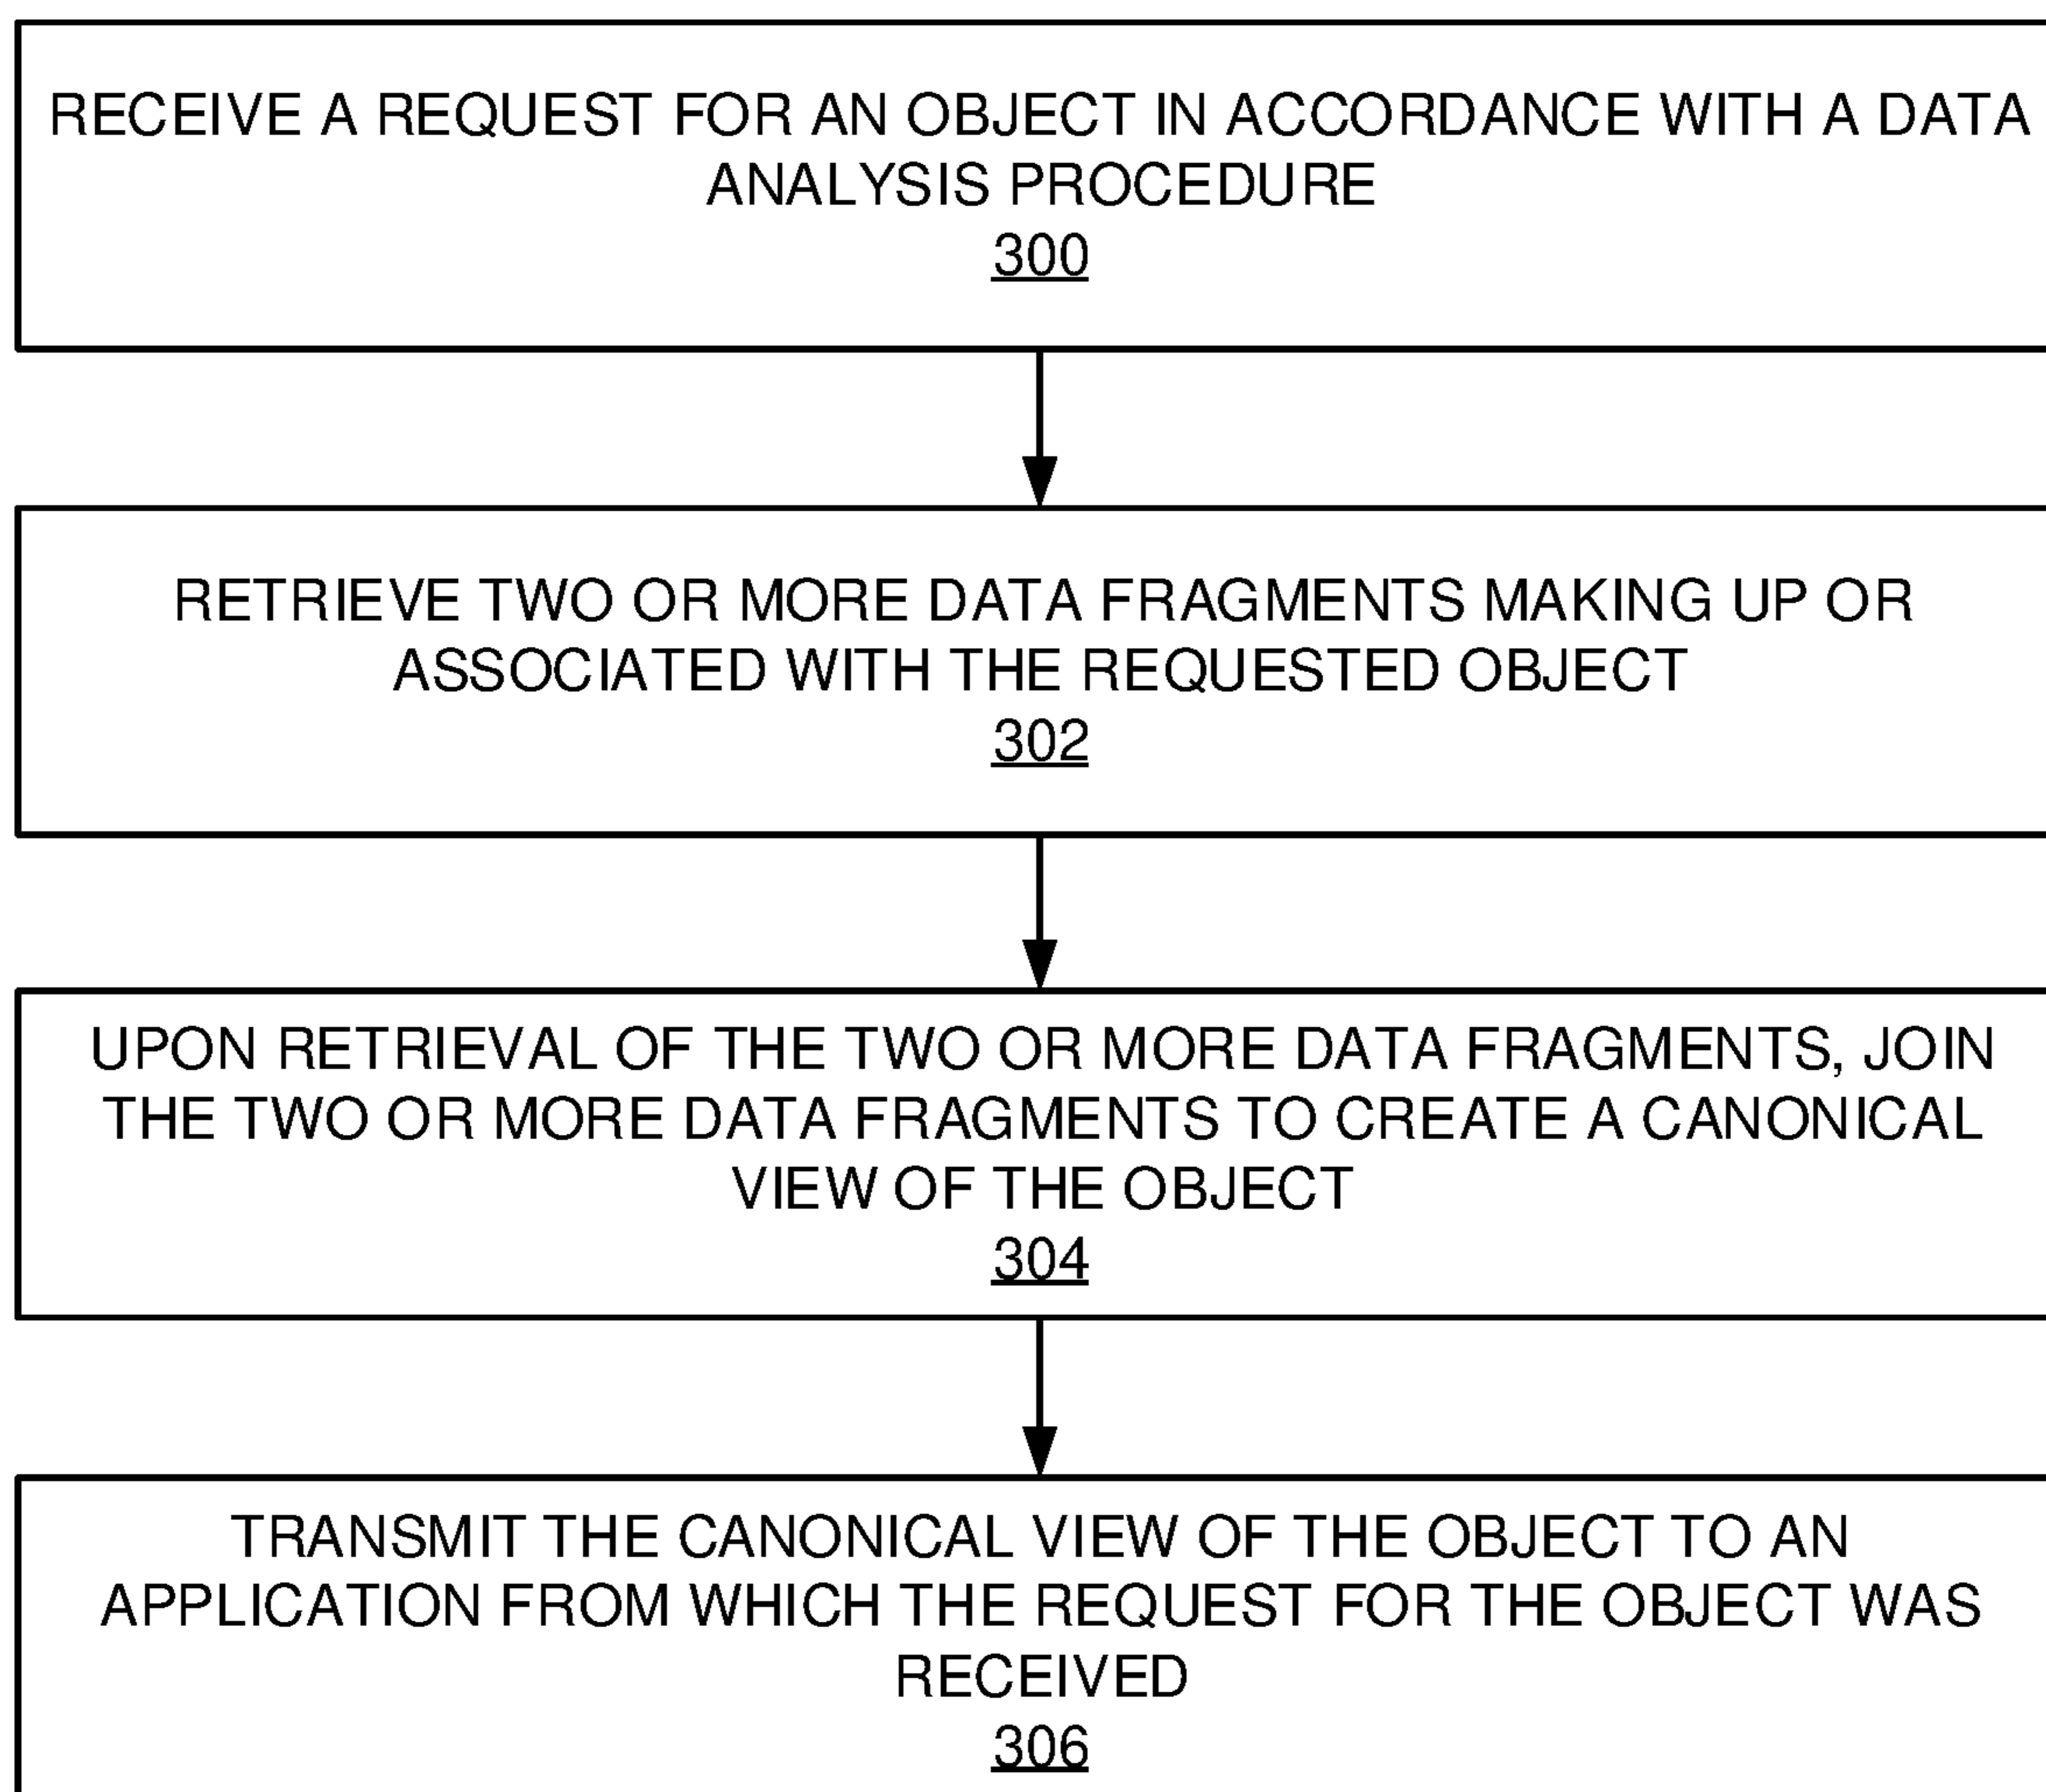 RECEIVE A REQUEST FOR AN OBJECT IN ACCORDANCE WITH A DATA
ANALYSIS PROCEDURE
300
RETRIEVE TWO OR MORE DATA FRAGMENTS MAKING UP OR
ASSOCIATED WITH THE REQUESTED OBJECT
302
UPON RETRIEVAL OF THE TWO OR MORE DATA FRAGMENTS, JOIN
THE TWO OR MORE DATA FRAGMENTS TO CREATE A CANONICAL
VIEW OF THE OBJECT
304
TRANSMIT THE CANONICAL VIEW OF THE OBJECT TO AN
APPLICATION FROM WHICH THE REQUEST FOR THE OBJECT WAS
RECEIVED
306